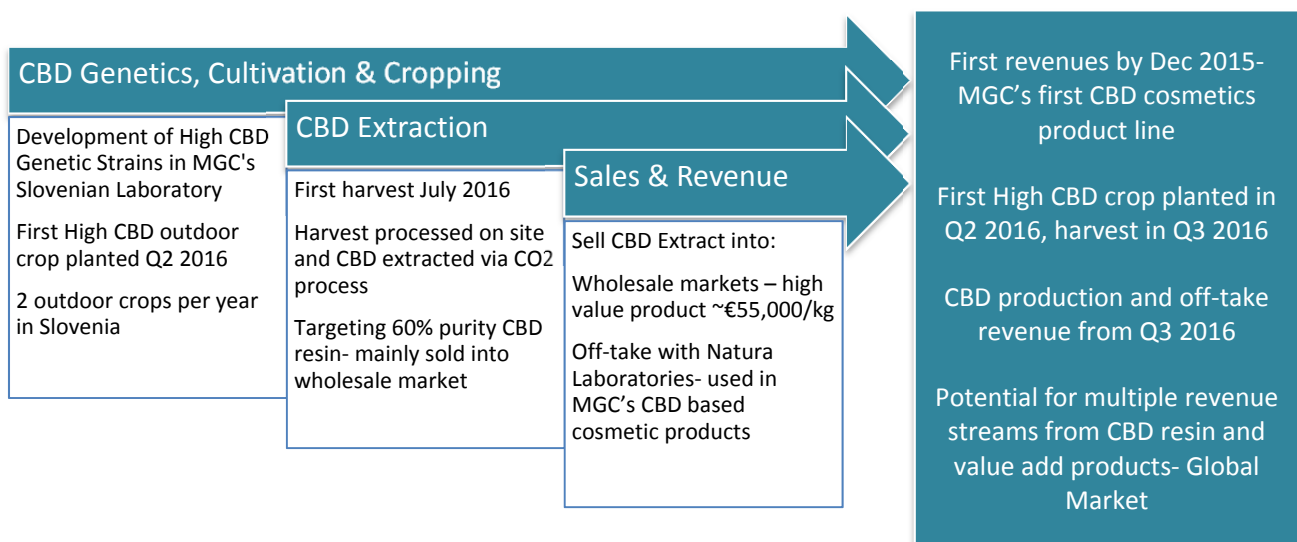 CBD Genetics, Cultivation & Cropping
Development of High CBD
Genetic Strains in MGC's
Slovenian Laboratory
First High CBD outdoor
crop planted Q2 2016
2 outdoor crops per year
in Slovenia
CBD Extraction
First harvest July 2016
Harvest processed on site
and CBD extracted via CO2
process
Targeting 60% purity CBD
resin- mainly sold into
wholesale market
Sales & Revenue
Sell CBD Extract into:
Wholesale markets – high
value product ~€55,000/kg
Off-take with Natura
Laboratories- used in
MGC’s CBD based
cosmetic products
First revenues by Dec 2015-
MGC’s first CBD cosmetics
product line
First High CBD crop planted in
Q2 2016, harvest in Q3 2016
CBD production and off-take
revenue from Q3 2016
Potential for multiple revenue
streams from CBD resin and
value add products- Global
Market